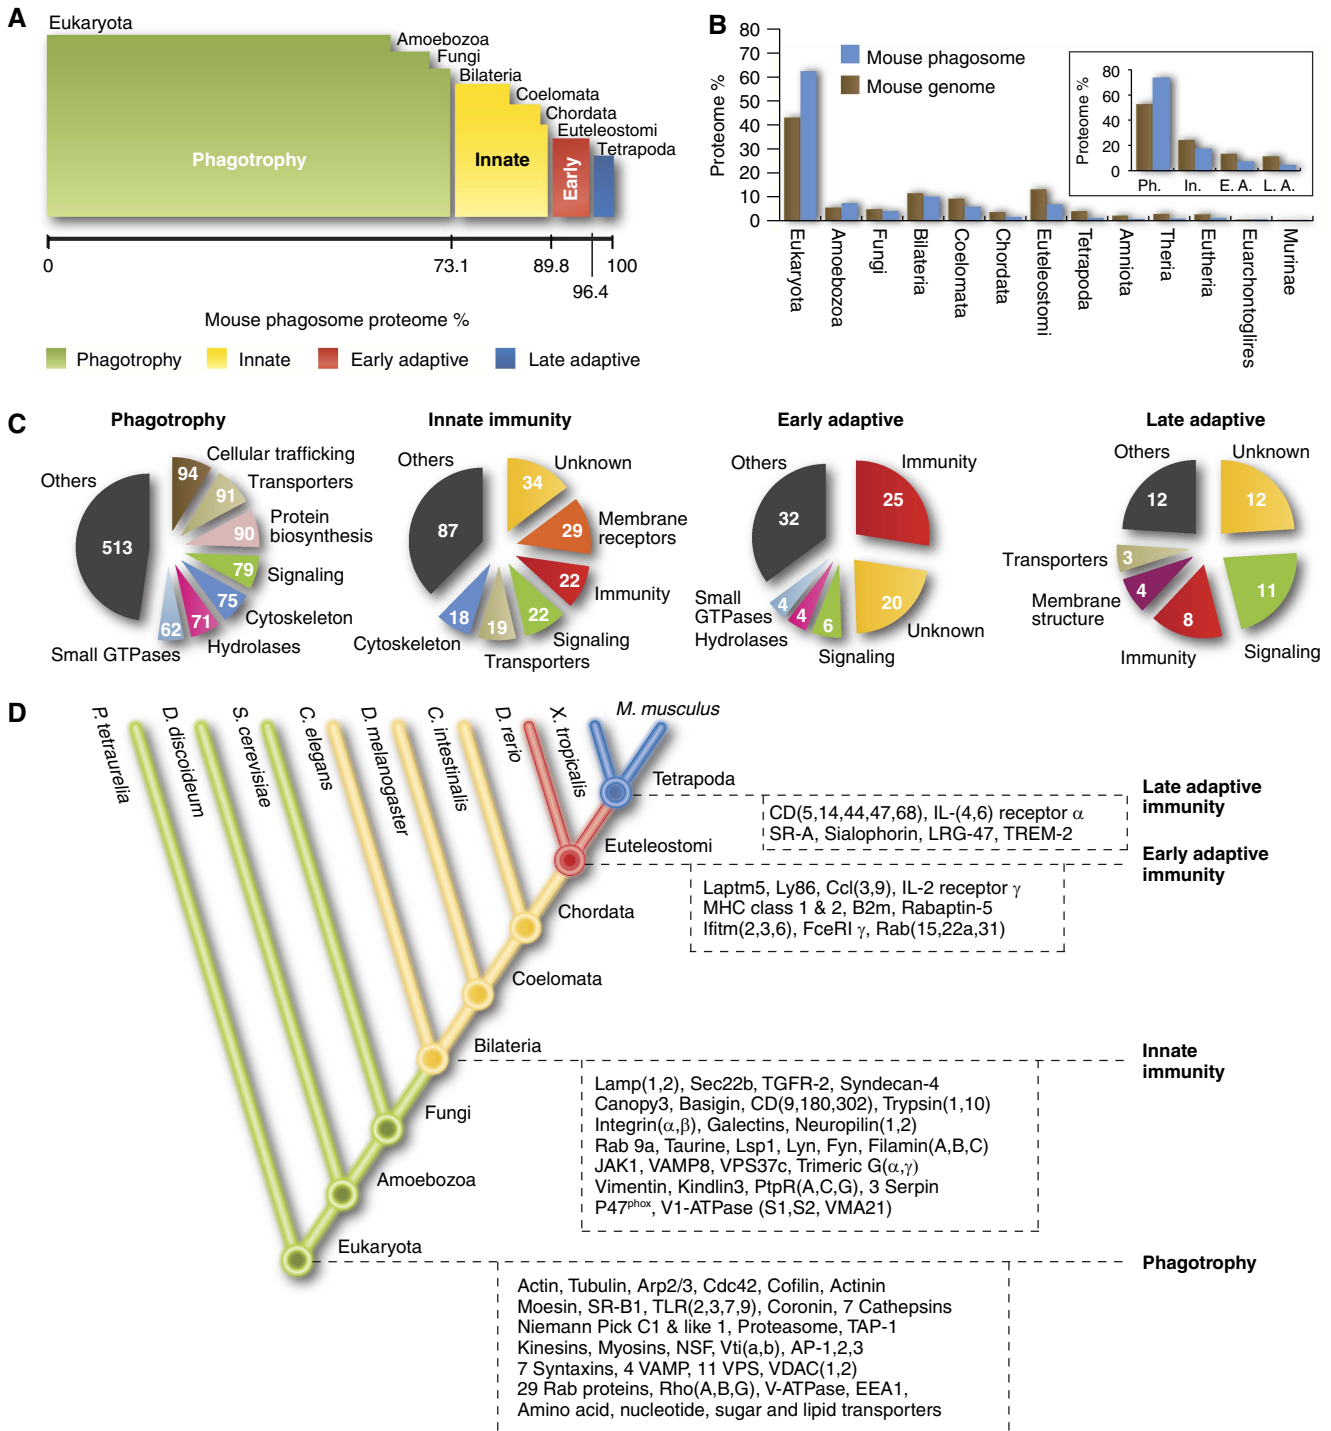 A
Eukaryota
Amoebozoa
Fungi
Bilateria
Coelomata
Chordata
Euteleostomi
Tetrapoda
Phagotrophy
Innate
Early
0
73.1
89.8
100
96.4
Mouse phagosome proteome %
Phagotrophy
Innate
Early adaptive
Late adaptive
B
Proteome %
80
70
60
50
40
30
20
10
0
Mouse phagosome
Mouse genome
Proteome %
80
60
40
20
0
Ph.
In.
E. A.
L. A.
Eukaryota
Amoebozoa
Fungi
Bilateria
Coelomata
Chordata
Euteleostomi
Tetrapoda
Amniota
Theria
Eutheria
Euarchontoglires
Murinae
C
Phagotrophy
Others
513
94
Cellular trafficking
91
Transporters
90
Protein
biosynthesis
79
Signaling
75
Cytoskeleton
71
Hydrolases
62
Small GTPases
Innate immunity
Others
87
34
Unknown
29
Membrane
receptors
22
Immunity
22
Signaling
19
Transporters
18
Cytoskeleton
Early adaptive
Others
32
25
Immunity
20
Unknown
6
Signaling
4
Hydrolases
4
Small
GTPases
Late adaptive
Others
12
12
Unknown
11
Signaling
8
Immunity
4
Membrane
structure
3
Transporters
D
P. tetraurelia
D. discoideum
S. cerevisiae
C. elegans
D. melanogaster
C. intestinalis
D. rerio
X. tropicalis
M. musculus
Tetrapoda
Late adaptive
immunity
CD(5,14,44,47,68), IL-(4,6) receptor α
SR-A, Sialophorin, LRG-47, TREM-2
Euteleostomi
Early adaptive
immunity
Laptm5, Ly86, Ccl(3,9), IL-2 receptor γ
MHC class 1 & 2, B2m, Rabaptin-5
Ifitm(2,3,6), FceRI γ, Rab(15,22a,31)
Chordata
Coelomata
Bilateria
Innate
immunity
Lamp(1,2), Sec22b, TGFR-2, Syndecan-4
Canopy3, Basigin, CD(9,180,302), Trypsin(1,10)
Integrin(α,β), Galectins, Neuropilin(1,2)
Rab 9a, Taurine, Lsp1, Lyn, Fyn, Filamin(A,B,C)
JAK1, VAMP8, VPS37c, Trimeric G(α,γ)
Vimentin, Kindlin3, PtpR(A,C,G), 3 Serpin
P47phox, V1-ATPase (S1,S2, VMA21)
Fungi
Amoebozoa
Eukaryota
Phagotrophy
Actin, Tubulin, Arp2/3, Cdc42, Cofilin, Actinin
Moesin, SR-B1, TLR(2,3,7,9), Coronin, 7 Cathepsins
Niemann Pick C1 & like 1, Proteasome, TAP-1
Kinesins, Myosins, NSF, Vti(a,b), AP-1,2,3
7 Syntaxins, 4 VAMP, 11 VPS, VDAC(1,2)
29 Rab proteins, Rho(A,B,G), V-ATPase, EEA1,
Amino acid, nucleotide, sugar and lipid transporters